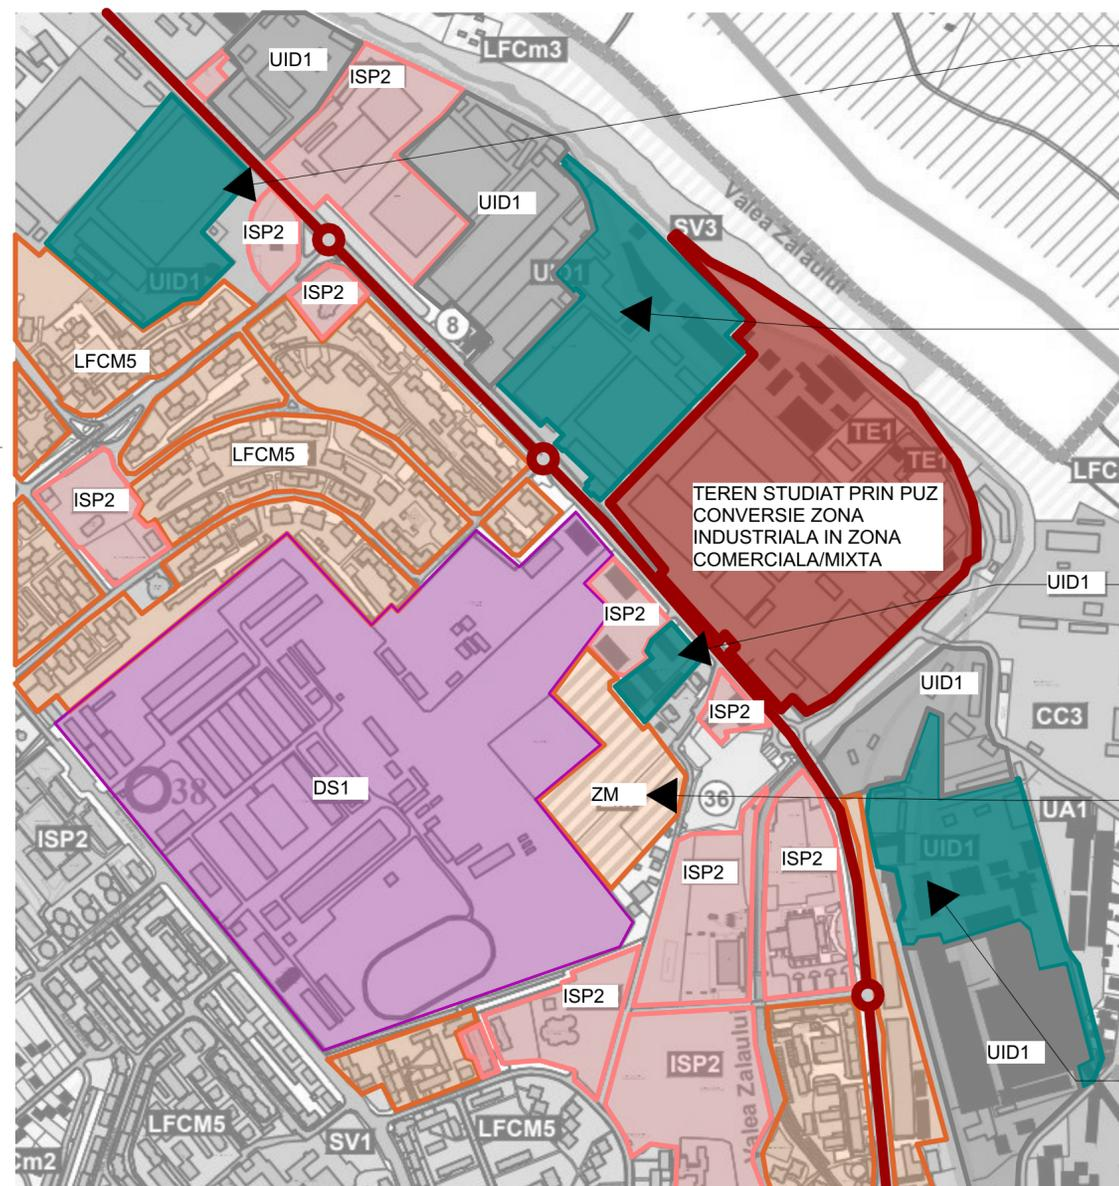 LFCm3
UID1
ISP2
UID1
Valea Zalaului
SV3
ISP2
UID1
UID1
ISP2
8
LFCM5
TE1
LFCM5
TE1
LFC
ISP2
TEREN STUDIAT PRIN PUZ
CONVERSIE ZONA
INDUSTRIALA IN ZONA
COMERCIALA/MIXTA
UID1
ISP2
UID1
ISP2
CC3
DS1
38
ZM
36
UA1
ISP2
UID1
ISP2
ISP2
ISP2
Valea Zalaului
UID1
ISP2
LFCM5
SV1
LFCM5
Cm2